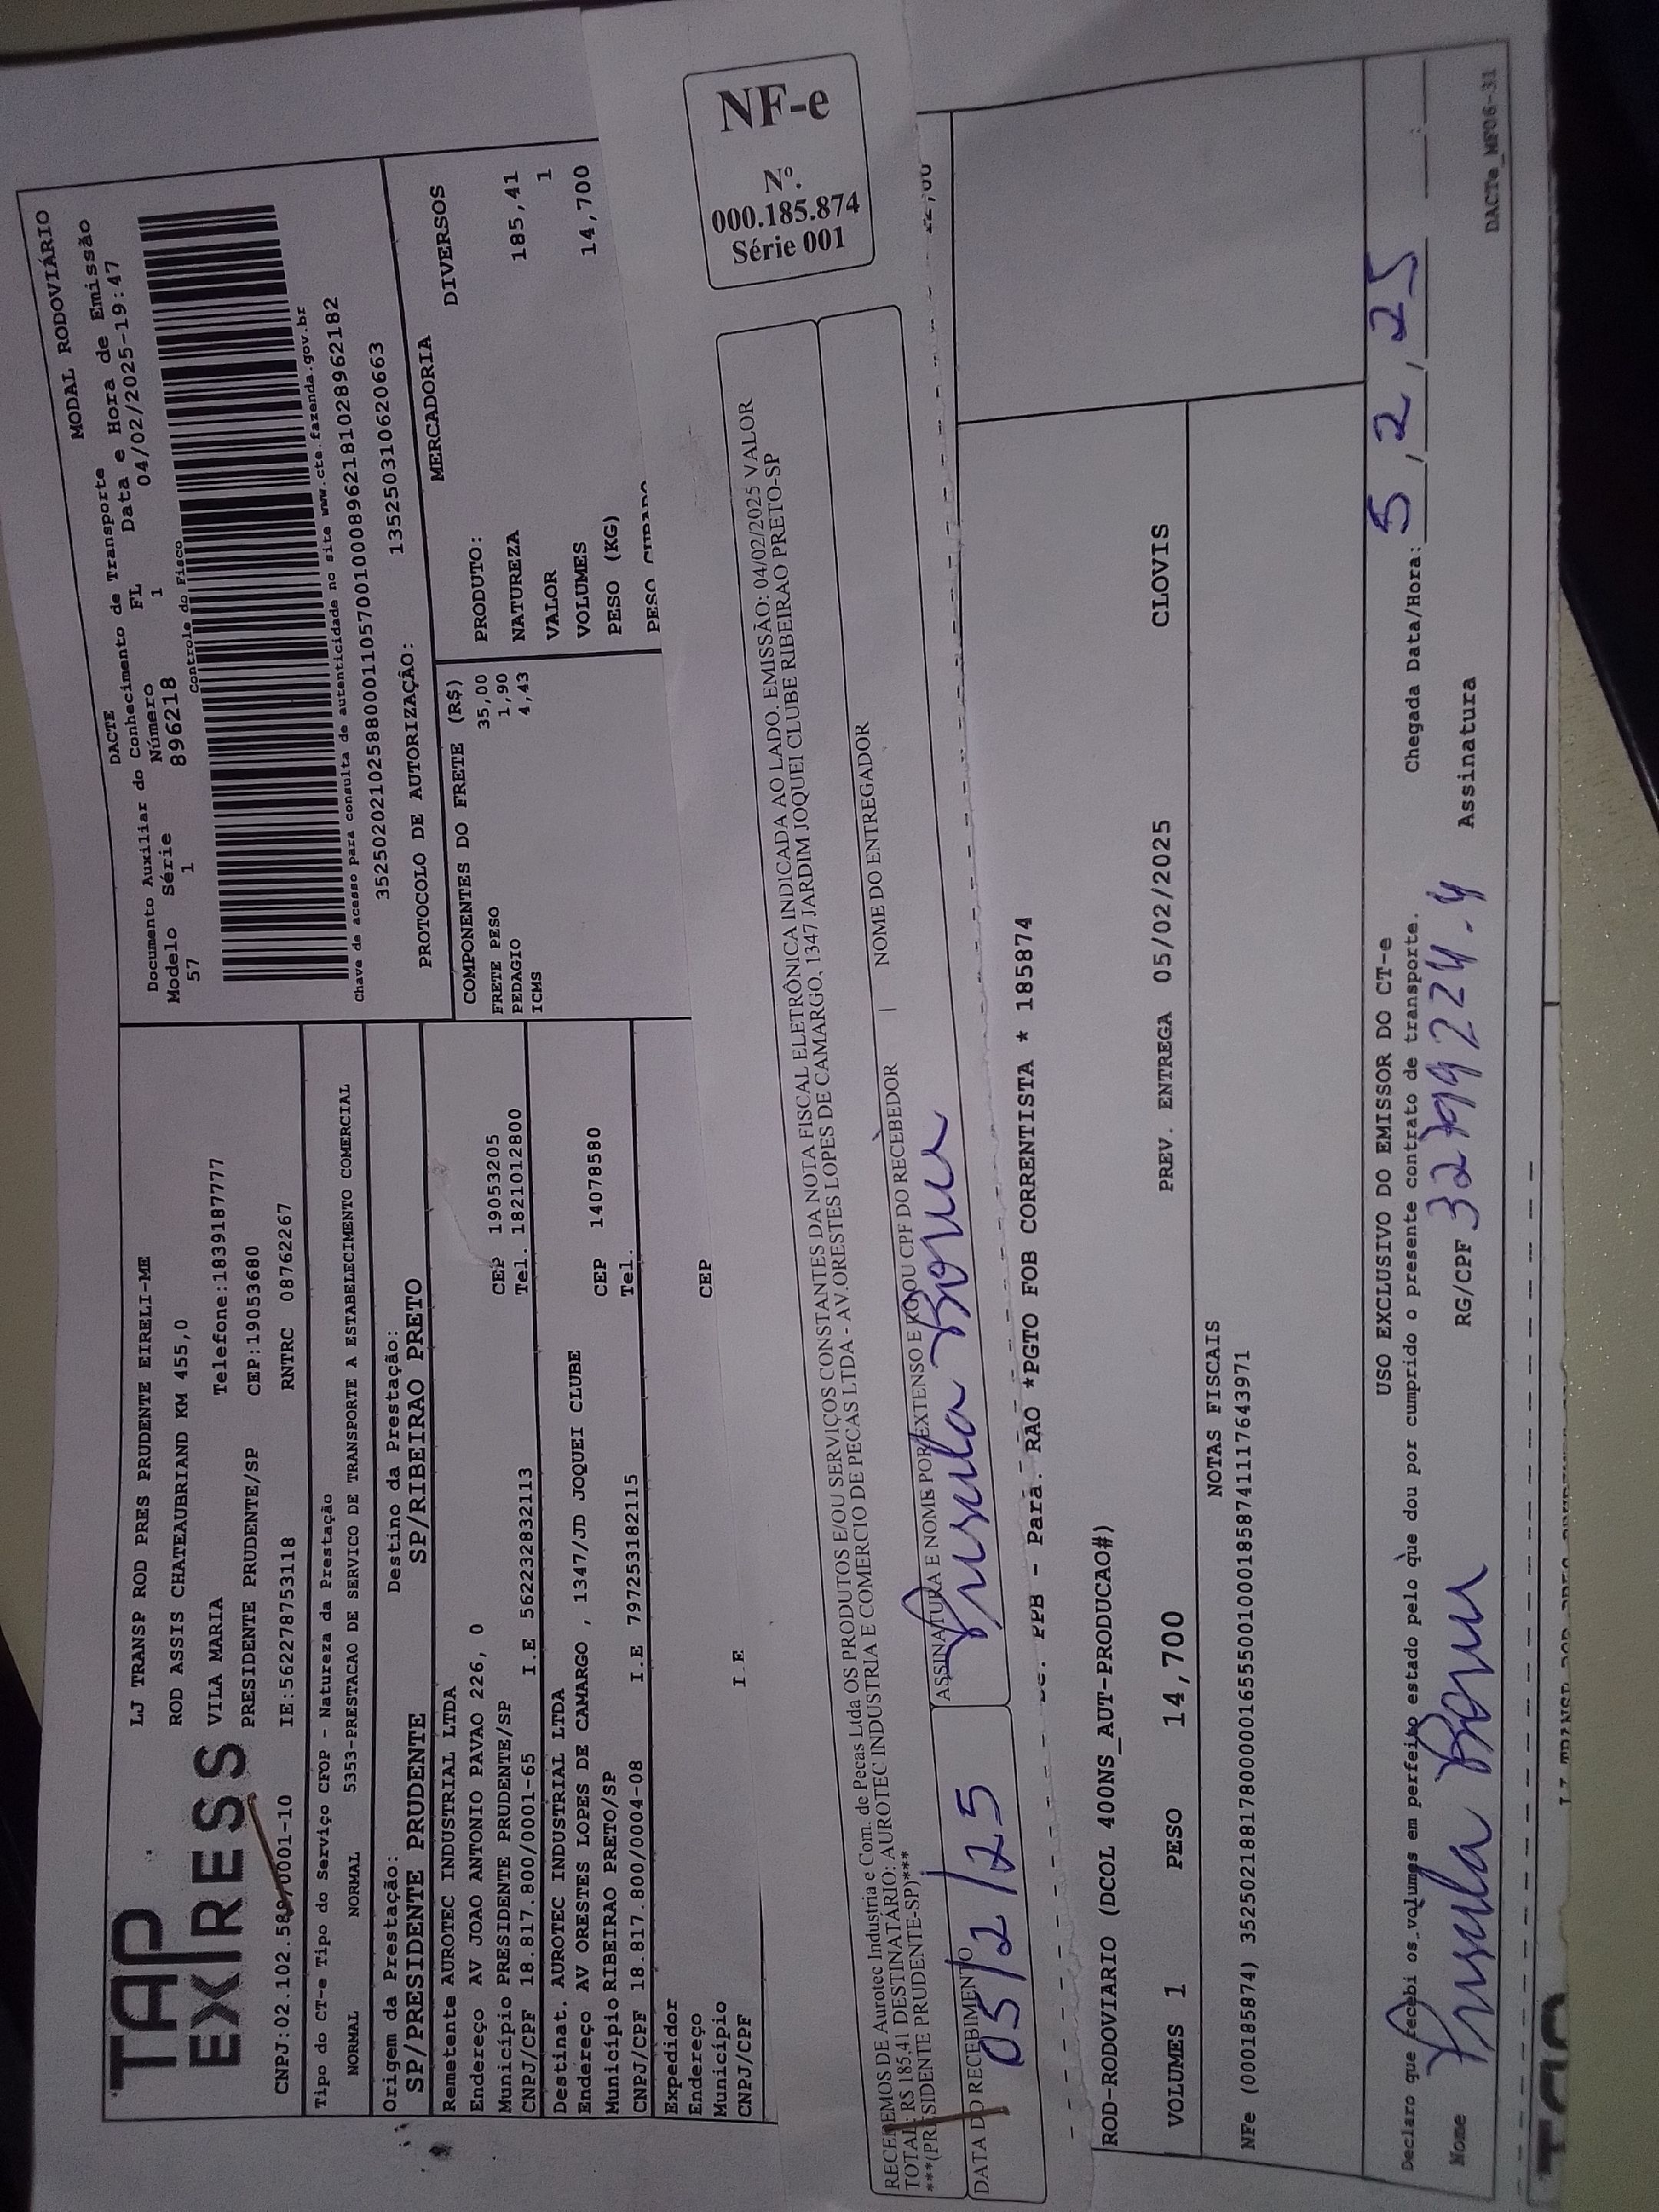 TAP
EXPRESS
LJ TRANSP ROD PRES PRUDENTE EIRELI-ME
ROD ASSIS CHATEAUBRIAND KM 455,0
VILA MARIA Telefone:1839187777
PRESIDENTE PRUDENTE/SP CEP:19053680
CNPJ:02.102.589/0001-10 IE:562278753118 RNTRC 08762267
Tipo do CT-e Tipo do Serviço CFOP - Natureza da Prestação
NORMAL NORMAL 5353-PRESTACAO DE SERVICO DE TRANSPORTE A ESTABELECIMENTO COMERCIAL
Origem da Prestação: Destino da Prestação:
SP/PRESIDENTE PRUDENTE SP/RIBEIRAO PRETO
Remetente AUROTEC INDUSTRIAL LTDA
Endereço AV JOAO ANTONIO PAVAO 226, 0 CEP 19053205
Município PRESIDENTE PRUDENTE/SP Tel. 1821012800
CNPJ/CPF 18.817.800/0001-65 I.E 562232832113
Destinat. AUROTEC INDUSTRIAL LTDA
Endereço AV ORESTES LOPES DE CAMARGO , 1347/JD JOQUEI CLUBE
Município RIBEIRAO PRETO/SP CEP 14078580
CNPJ/CPF 18.817.800/0004-08 I.E 797253182115 Tel.
Expedidor
Endereço
Município CEP
CNPJ/CPF I.E
MODAL RODOVIÁRIO
DACTE
Documento Auxiliar do Conhecimento de Transporte
Modelo Série Número FL Data e Hora de Emissão
57 1 896218 1 04/02/2025-19:47
Controle do Fisco
Chave de acesso para consulta de autenticidade no site www.cte.fazenda.gov.br
35250202102589000110570010008962181028962182
PROTOCOLO DE AUTORIZAÇÃO: 135250310620663
COMPONENTES DO FRETE (R$)
FRETE PESO 35,00
PEDAGIO 1,90
ICMS 4,43
MERCADORIA
PRODUTO: DIVERSOS
NATUREZA
VALOR 185,41
VOLUMES 1
PESO (KG) 14,700
RECEBEMOS DE Aurotec Industria e Com. de Pecas Ltda OS PRODUTOS E/OU SERVIÇOS CONSTANTES DA NOTA FISCAL ELETRÔNICA INDICADA AO LADO. EMISSÃO: 04/02/2025 VALOR
TOTAL: R$ 185,41 DESTINATÁRIO: AUROTEC INDUSTRIA E COMERCIO DE PECAS LTDA - AV.ORESTES LOPES DE CAMARGO, 1347 JARDIM JOQUEI CLUBE RIBEIRAO PRETO-SP
***(PRESIDENTE PRUDENTE-SP)***
DATA DO RECEBIMENTO ASSINATURA E NOME POR EXTENSO E RG OU CPF DO RECEBEDOR NOME DO ENTREGADOR
05/2/25
NF-e
N.º
000.185.874
Série 001
PPB - Para: RAO *PGTO FOB CORRENTISTA * 185874
ROD-RODOVIARIO (DCOL 400NS_AUT-PRODUCAO#)
VOLUMES 1 PESO 14,700 PREV. ENTREGA 05/02/2025 CLOVIS
NOTAS FISCAIS
NFe (000185874) 3525021881780000016555001000185874111117643971
USO EXCLUSIVO DO EMISSOR DO CT-e
Declaro que recebi os volumes em perfeito estado pelo que dou por cumprido o presente contrato de transporte.
Chegada Data/Hora: 5,2,25
Nome RG/CPF Assinatura
DACTe_MF06-31